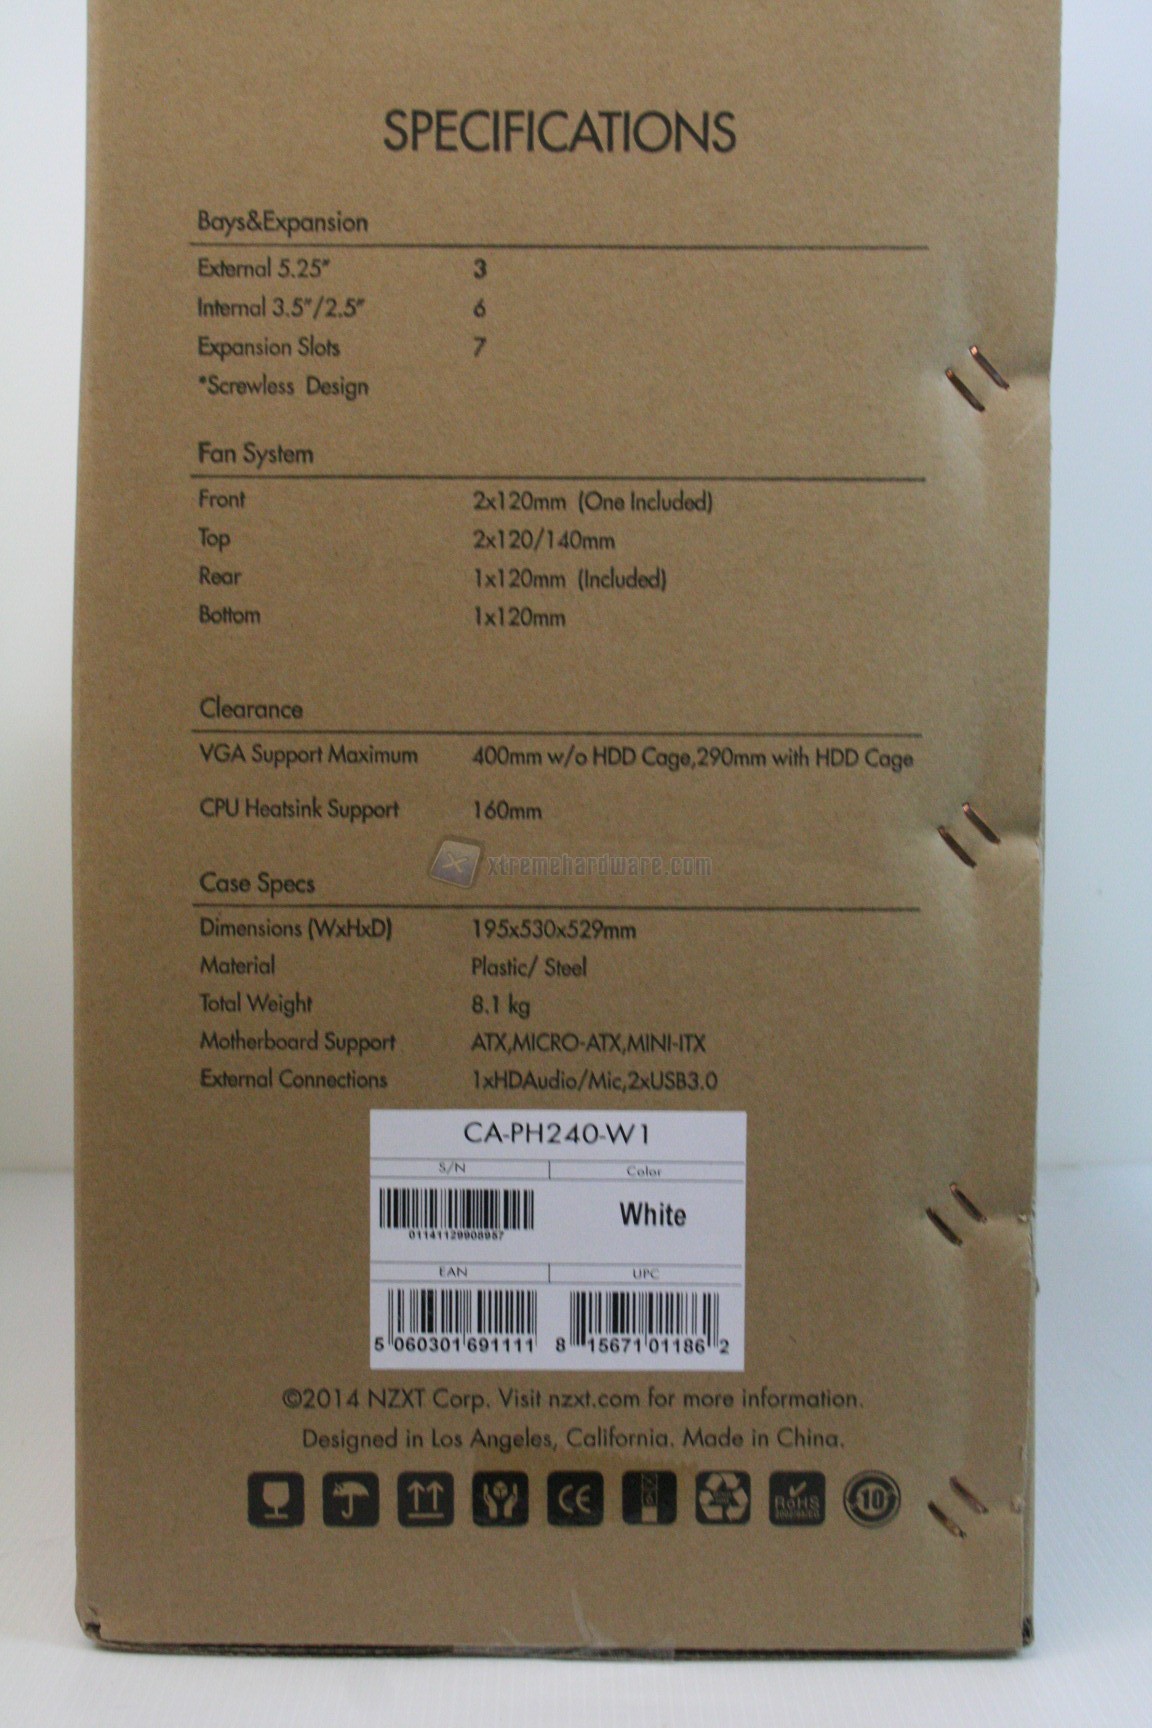 SPECIFICATIONS
Bays&Expansion
External 5.25" 3
Internal 3.5"/2.5" 6
Expansion Slots 7
*Screwless Design
Fan System
Front 2x120mm (One Included)
Top 2x120/140mm
Rear 1x120mm (Included)
Bottom 1x120mm
Clearance
VGA Support Maximum 400mm w/o HDD Cage,290mm with HDD Cage
CPU Heatsink Support 160mm
xtremehardware.com
Case Specs
Dimensions (WxHxD) 195x530x529mm
Material Plastic/ Steel
Total Weight 8.1 kg
Motherboard Support ATX,MICRO-ATX,MINI-ITX
External Connections 1xHDAudio/Mic,2xUSB3.0
CA-PH240-W1
S/N Color
White
01141129908957
EAN UPC
5 060301 691111 8 15671 01186 2
©2014 NZXT Corp. Visit nzxt.com for more information.
Designed in Los Angeles, California. Made in China.
CE RoHS 10